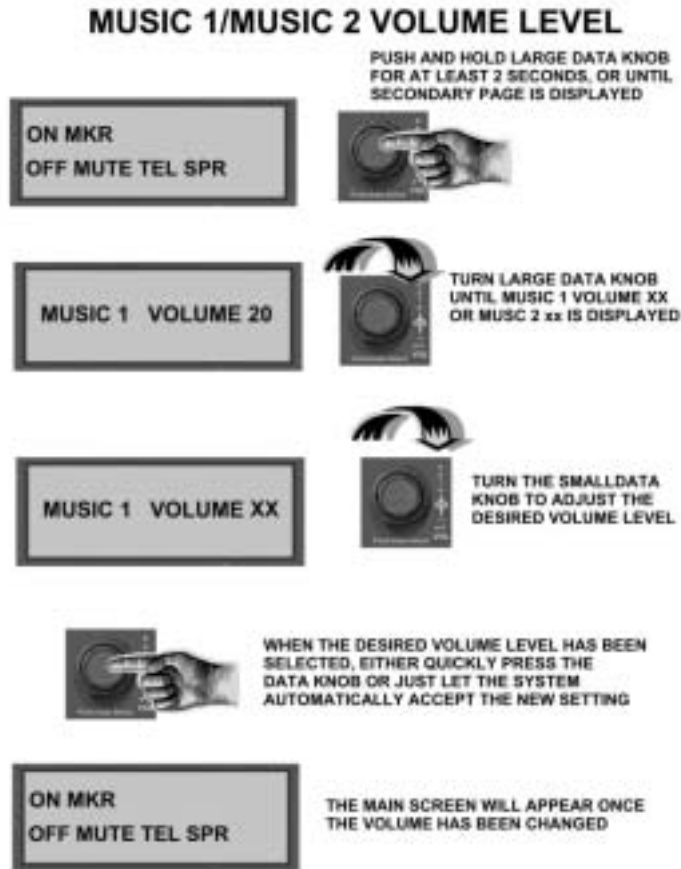 MUSIC 1/MUSIC 2 VOLUME LEVEL
PUSH AND HOLD LARGE DATA KNOB
FOR AT LEAST 2 SECONDS, OR UNTIL
SECONDARY PAGE IS DISPLAYED
ON MKR
OFF MUTE TEL SPR
MUSIC 1 VOLUME 20
TURN LARGE DATA KNOB
UNTIL MUSIC 1 VOLUME XX
OR MUSC 2 xx IS DISPLAYED
MUSIC 1 VOLUME XX
TURN THE SMALLDATA
KNOB TO ADJUST THE
DESIRED VOLUME LEVEL
WHEN THE DESIRED VOLUME LEVEL HAS BEEN
SELECTED, EITHER QUICKLY PRESS THE
DATA KNOB OR JUST LET THE SYSTEM
AUTOMATICALLY ACCEPT THE NEW SETTING
ON MKR
OFF MUTE TEL SPR
THE MAIN SCREEN WILL APPEAR ONCE
THE VOLUME HAS BEEN CHANGED